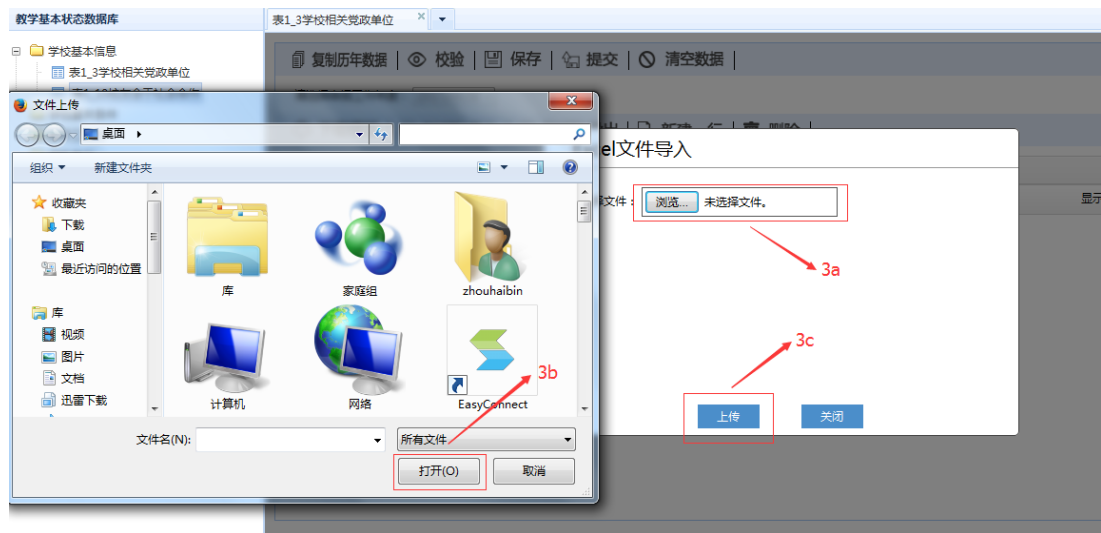 教学基本状态数据库
表1_3学校相关党政单位
学校基本信息
表1_3学校相关党政单位
复制历年数据
校验
保存
提交
清空数据
文件上传
桌面
组织
新建文件夹
收藏夹
下载
桌面
最近访问的位置
库
视频
图片
文档
迅雷下载
库
家庭组
zhouhaibin
计算机
网络
EasyConnect
文件名(N):
所有文件
打开(O)
取消
3b
el文件导入
文件：
浏览...
未选择文件。
显示
3a
3c
上传
关闭